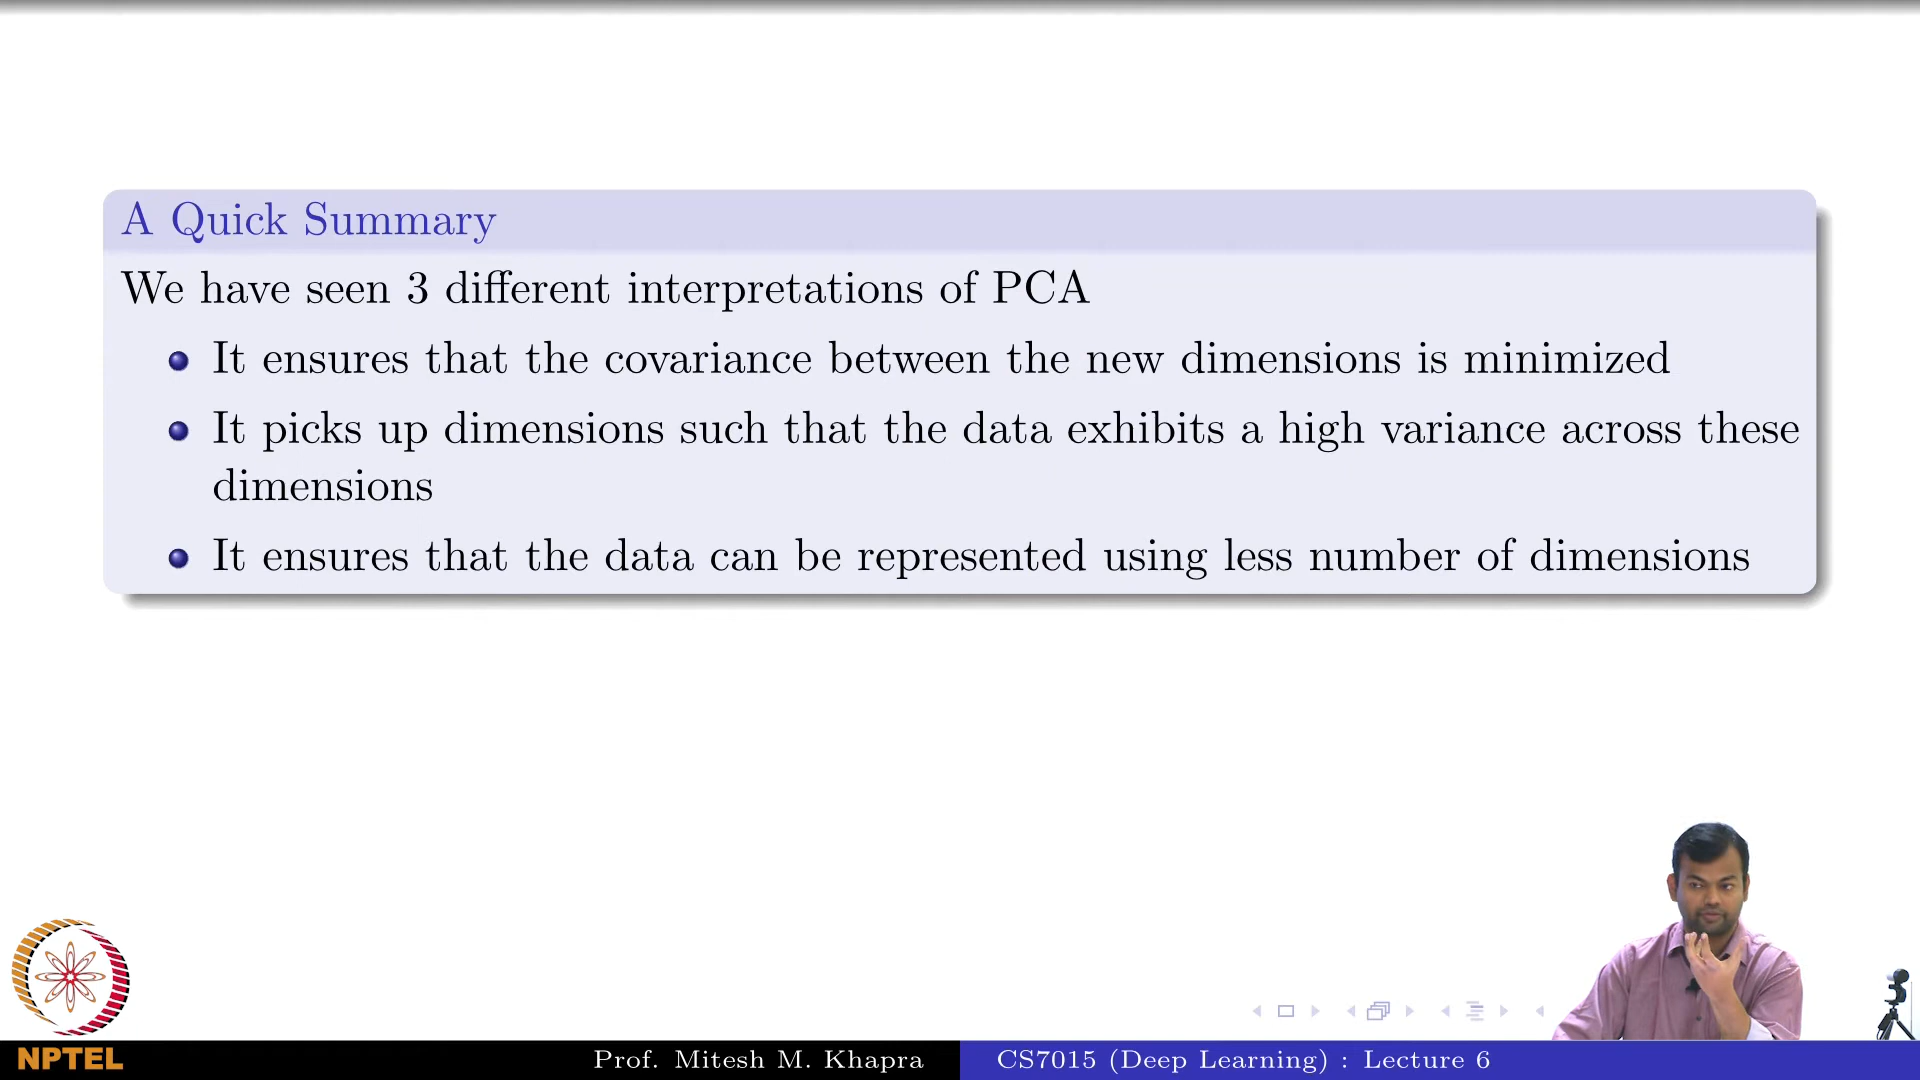 A Quick Summary
We have seen 3 different interpretations of PCA
It ensures that the covariance between the new dimensions is minimized
It picks up dimensions such that the data exhibits a high variance across these
dimensions
It ensures that the data can be represented using less number of dimensions
NPTEL
Prof. Mitesh M. Khapra
CS7015 (Deep Learning) : Lecture 6